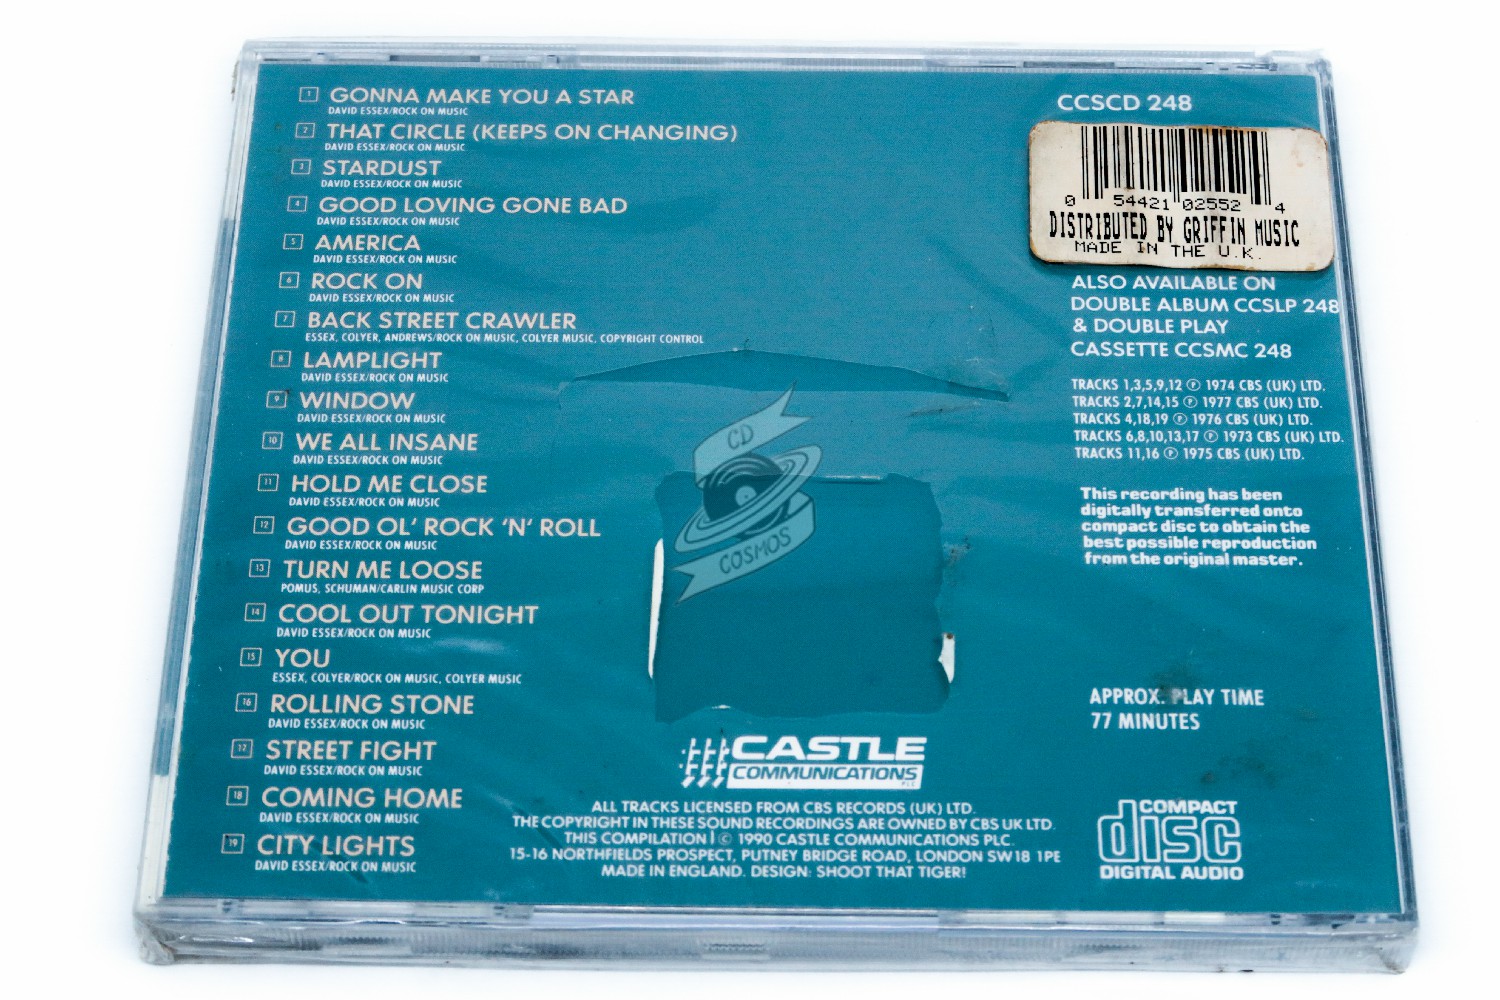 1 GONNA MAKE YOU A STAR
DAVID ESSEX/ROCK ON MUSIC
2 THAT CIRCLE (KEEPS ON CHANGING)
DAVID ESSEX/ROCK ON MUSIC
3 STARDUST
DAVID ESSEX/ROCK ON MUSIC
4 GOOD LOVING GONE BAD
DAVID ESSEX/ROCK ON MUSIC
5 AMERICA
DAVID ESSEX/ROCK ON MUSIC
6 ROCK ON
DAVID ESSEX/ROCK ON MUSIC
7 BACK STREET CRAWLER
ESSEX, COLYER, ANDREWS/ROCK ON MUSIC, COLYER MUSIC, COPYRIGHT CONTROL
8 LAMPLIGHT
DAVID ESSEX/ROCK ON MUSIC
9 WINDOW
DAVID ESSEX/ROCK ON MUSIC
10 WE ALL INSANE
DAVID ESSEX/ROCK ON MUSIC
11 HOLD ME CLOSE
DAVID ESSEX/ROCK ON MUSIC
12 GOOD OL' ROCK 'N' ROLL
DAVID ESSEX/ROCK ON MUSIC
13 TURN ME LOOSE
POMUS, SCHUMAN/CARLIN MUSIC CORP
14 COOL OUT TONIGHT
DAVID ESSEX/ROCK ON MUSIC
15 YOU
ESSEX, COLYER/ROCK ON MUSIC, COLYER MUSIC
16 ROLLING STONE
DAVID ESSEX/ROCK ON MUSIC
17 STREET FIGHT
DAVID ESSEX/ROCK ON MUSIC
18 COMING HOME
DAVID ESSEX/ROCK ON MUSIC
19 CITY LIGHTS
DAVID ESSEX/ROCK ON MUSIC
CCSCD 248
0 54421 02552 4
DISTRIBUTED BY GRIFFIN MUSIC
MADE IN THE U.K.
ALSO AVAILABLE ON
DOUBLE ALBUM CCSLP 248
& DOUBLE PLAY
CASSETTE CCSMC 248
TRACKS 1,3,5,9,12 ℗ 1974 CBS (UK) LTD.
TRACKS 2,7,14,15 ℗ 1977 CBS (UK) LTD.
TRACKS 4,18,19 ℗ 1976 CBS (UK) LTD.
TRACKS 6,8,10,13,17 ℗ 1973 CBS (UK) LTD.
TRACKS 11,16 ℗ 1975 CBS (UK) LTD.
This recording has been
digitally transferred onto
compact disc to obtain the
best possible reproduction
from the original master.
APPROX. PLAY TIME
77 MINUTES
CD
COSMOS
CASTLE
COMMUNICATIONS
PLC
ALL TRACKS LICENSED FROM CBS RECORDS (UK) LTD.
THE COPYRIGHT IN THESE SOUND RECORDINGS ARE OWNED BY CBS UK LTD.
THIS COMPILATION © 1990 CASTLE COMMUNICATIONS PLC.
15-16 NORTHFIELDS PROSPECT, PUTNEY BRIDGE ROAD, LONDON SW18 1PE
MADE IN ENGLAND. DESIGN: SHOOT THAT TIGER!
COMPACT
disc
DIGITAL AUDIO